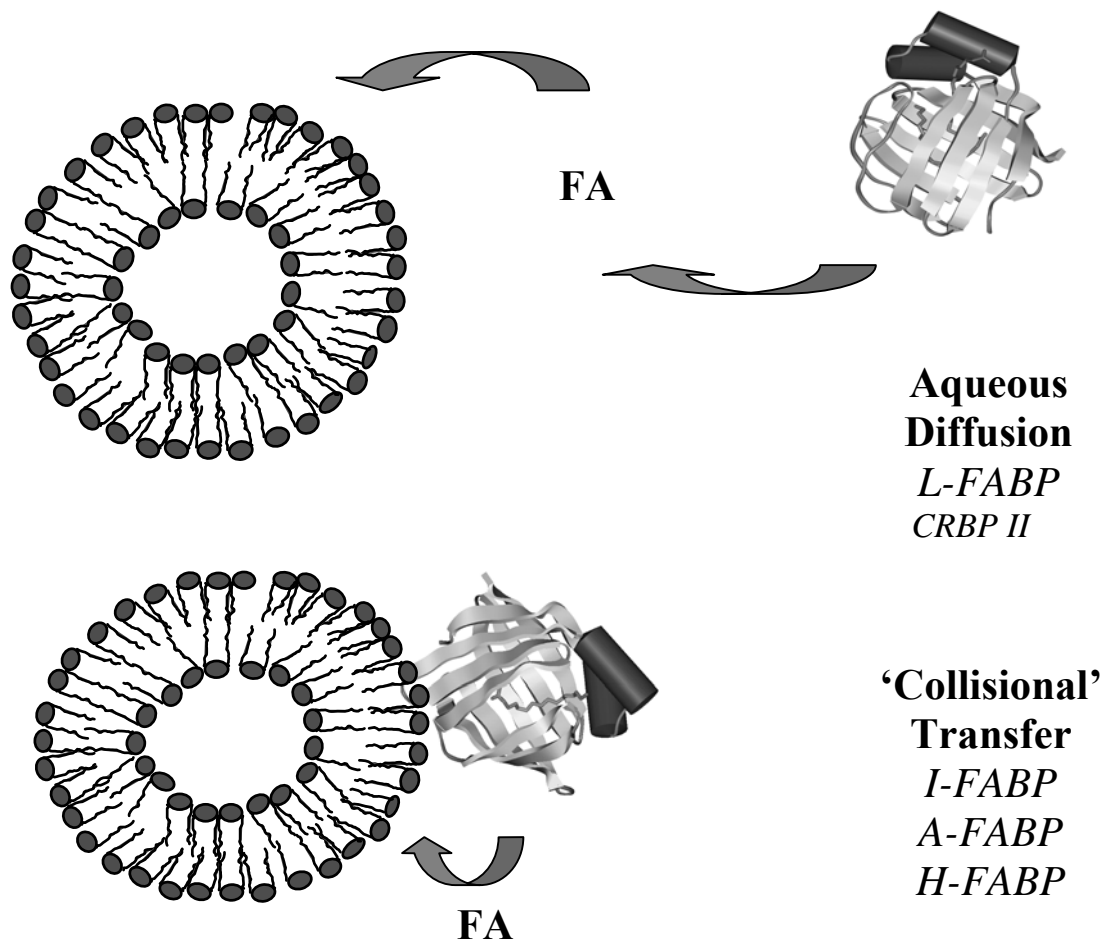 FA
Aqueous
Diffusion
L-FABP
CRBP II
‘Collisional’
Transfer
I-FABP
A-FABP
H-FABP
FA